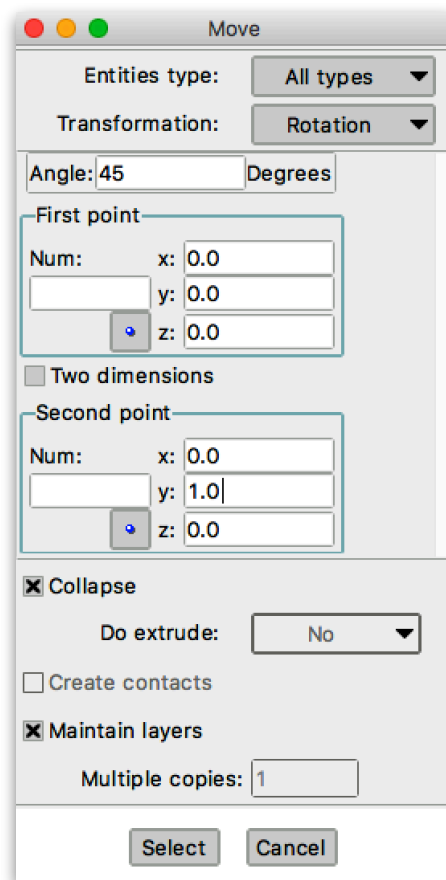 Move
Entities type: All types
Transformation: Rotation
Angle: 45 Degrees
First point
Num: x: 0.0
y: 0.0
z: 0.0
Two dimensions
Second point
Num: x: 0.0
y: 1.0
z: 0.0
Collapse
Do extrude: No
Create contacts
Maintain layers
Multiple copies: 1
Select Cancel